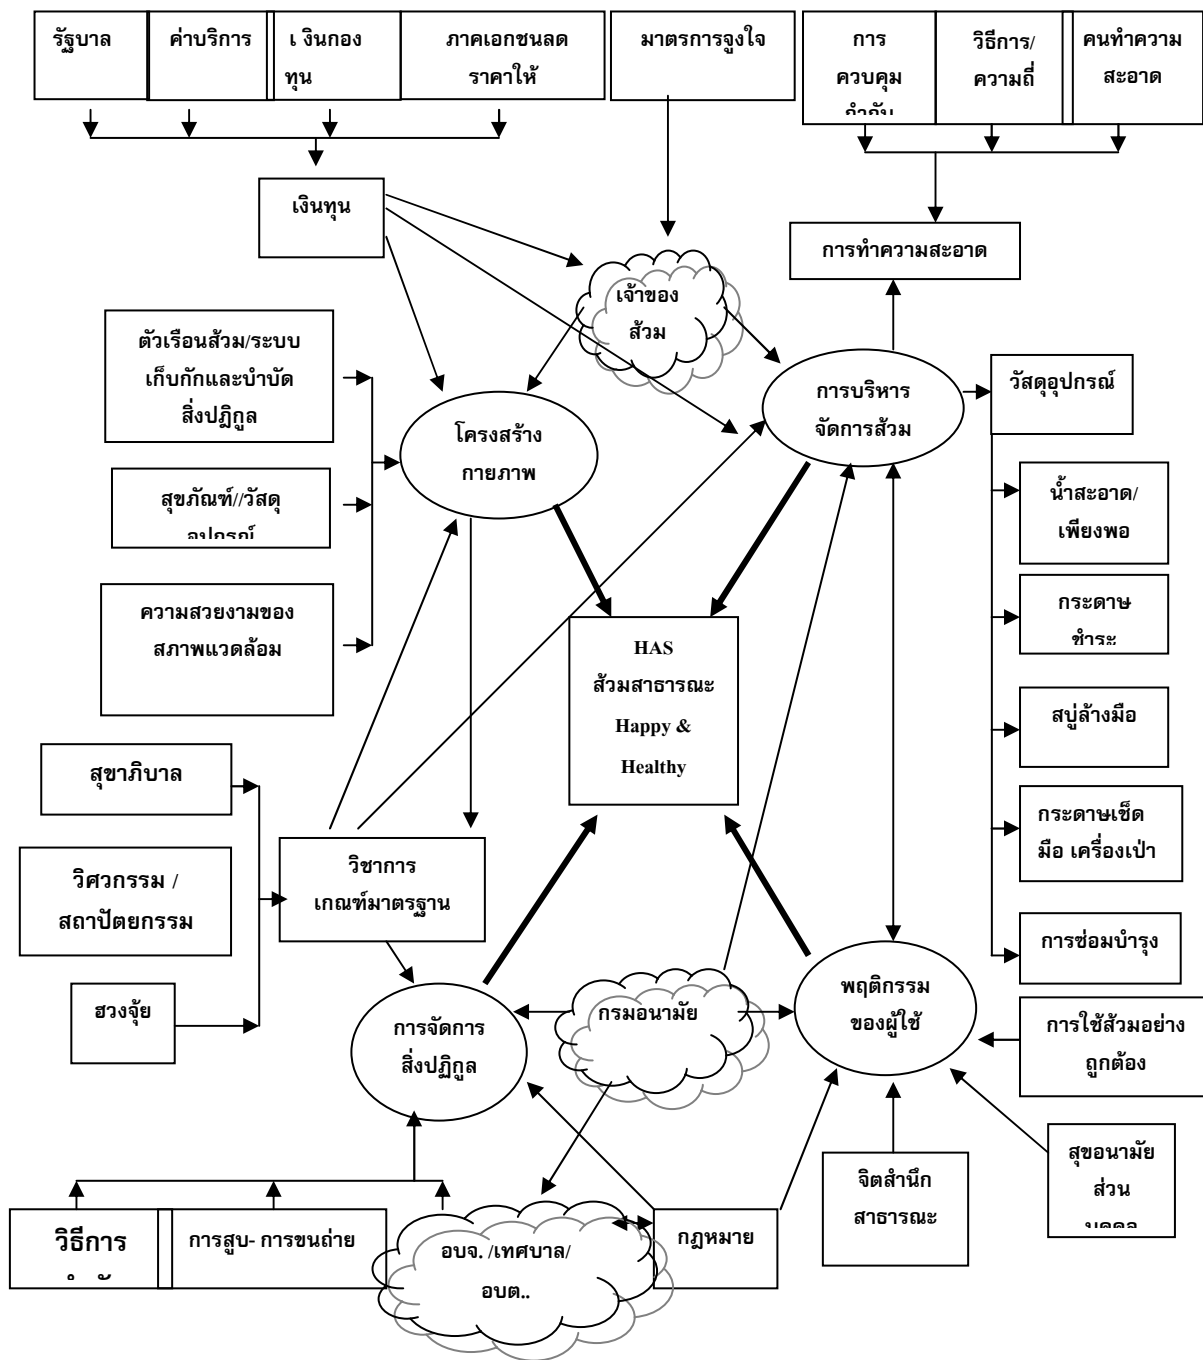 รัฐบาล
ค่าบริการ
เ งินกอง
ทุน
ภาคเอกชนลด
ราคาให้
มาตรการจูงใจ
การ
ควบคุม
กำกับ
วิธีการ/
ความถี่
คนทำความ
สะอาด
เงินทุน
การทำความสะอาด
เจ้าของ
ส้วม
ตัวเรือนส้วม/ระบบ
เก็บกักและบำบัด
สิ่งปฎิกูล
โครงสร้าง
กายภาพ
การบริหาร
จัดการส้วม
วัสดุอุปกรณ์
สุขภัณฑ์//วัสดุ
อุปกรณ์
น้ำสะอาด/
เพียงพอ
ความสวยงามของ
สภาพแวดล้อม
กระดาษ
ชำระ
HAS
ส้วมสาธารณะ
Happy &
Healthy
สบู่ล้างมือ
สุขาภิบาล
กระดาษเช็ด
มือ เครื่องเป่า
วิศวกรรม /
สถาปัตยกรรม
วิชาการ
เกณฑ์มาตรฐาน
การซ่อมบำรุง
ฮวงจุ้ย
การจัดการ
สิ่งปฏิกูล
กรมอนามัย
พฤติกรรม
ของผู้ใช้
การใช้ส้วมอย่าง
ถูกต้อง
จิตสำนึก
สาธารณะ
สุขอนามัย
ส่วน
วิธีการ
การสูบ- การขนถ่าย
อบจ. /เทศบาล/
อบต..
กฎหมาย